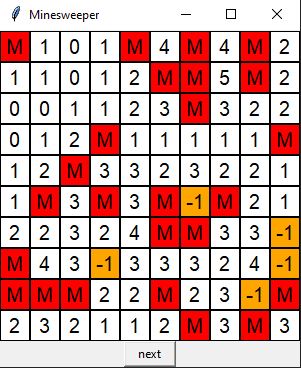 Minesweeper
M 1 0 1 M 4 M 4 M 2
1 1 0 1 2 M M 5 M 2
0 0 1 1 2 3 M 3 2 2
0 1 2 M 1 1 1 1 1 M
1 2 M 3 3 2 3 2 2 1
1 M 3 M 3 M -1 M 2 1
2 2 3 2 4 M M 3 3 -1
M 4 3 -1 3 3 3 2 4 -1
M M M 2 2 M 2 3 -1 M
2 3 2 1 1 2 M 3 M 3
next